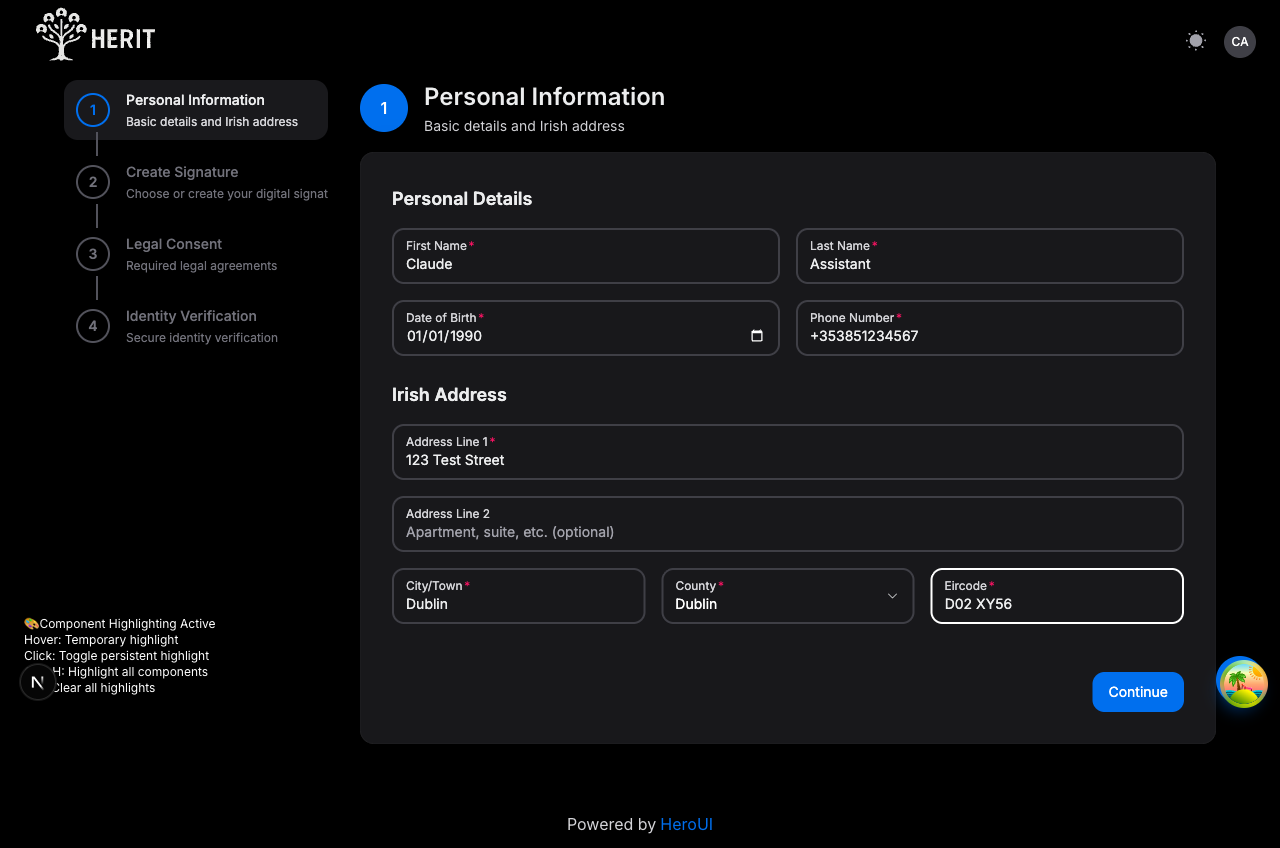 HERIT
CA
1
Personal Information
Basic details and Irish address
2
Create Signature
Choose or create your digital signat
3
Legal Consent
Required legal agreements
4
Identity Verification
Secure identity verification
1
Personal Information
Basic details and Irish address
Personal Details
First Name*
Claude
Last Name*
Assistant
Date of Birth*
01/01/1990
Phone Number*
+353851234567
Irish Address
Address Line 1*
123 Test Street
Address Line 2
Apartment, suite, etc. (optional)
City/Town*
Dublin
County*
Dublin
Eircode*
D02 XY56
Continue
🎨Component Highlighting Active
Hover: Temporary highlight
Click: Toggle persistent highlight
H: Highlight all components
Clear all highlights
N
Powered by HeroUI